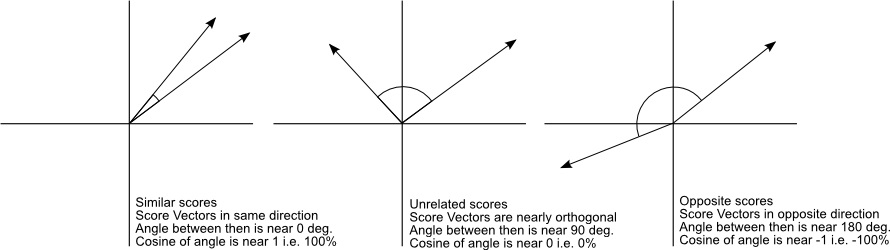 Similar scores
Score Vectors in same direction
Angle between then is near 0 deg.
Cosine of angle is near 1 i.e. 100%
Unrelated scores
Score Vectors are nearly orthogonal
Angle between then is near 90 deg.
Cosine of angle is near 0 i.e. 0%
Opposite scores
Score Vectors in opposite direction
Angle between then is near 180 deg.
Cosine of angle is near -1 i.e. -100%